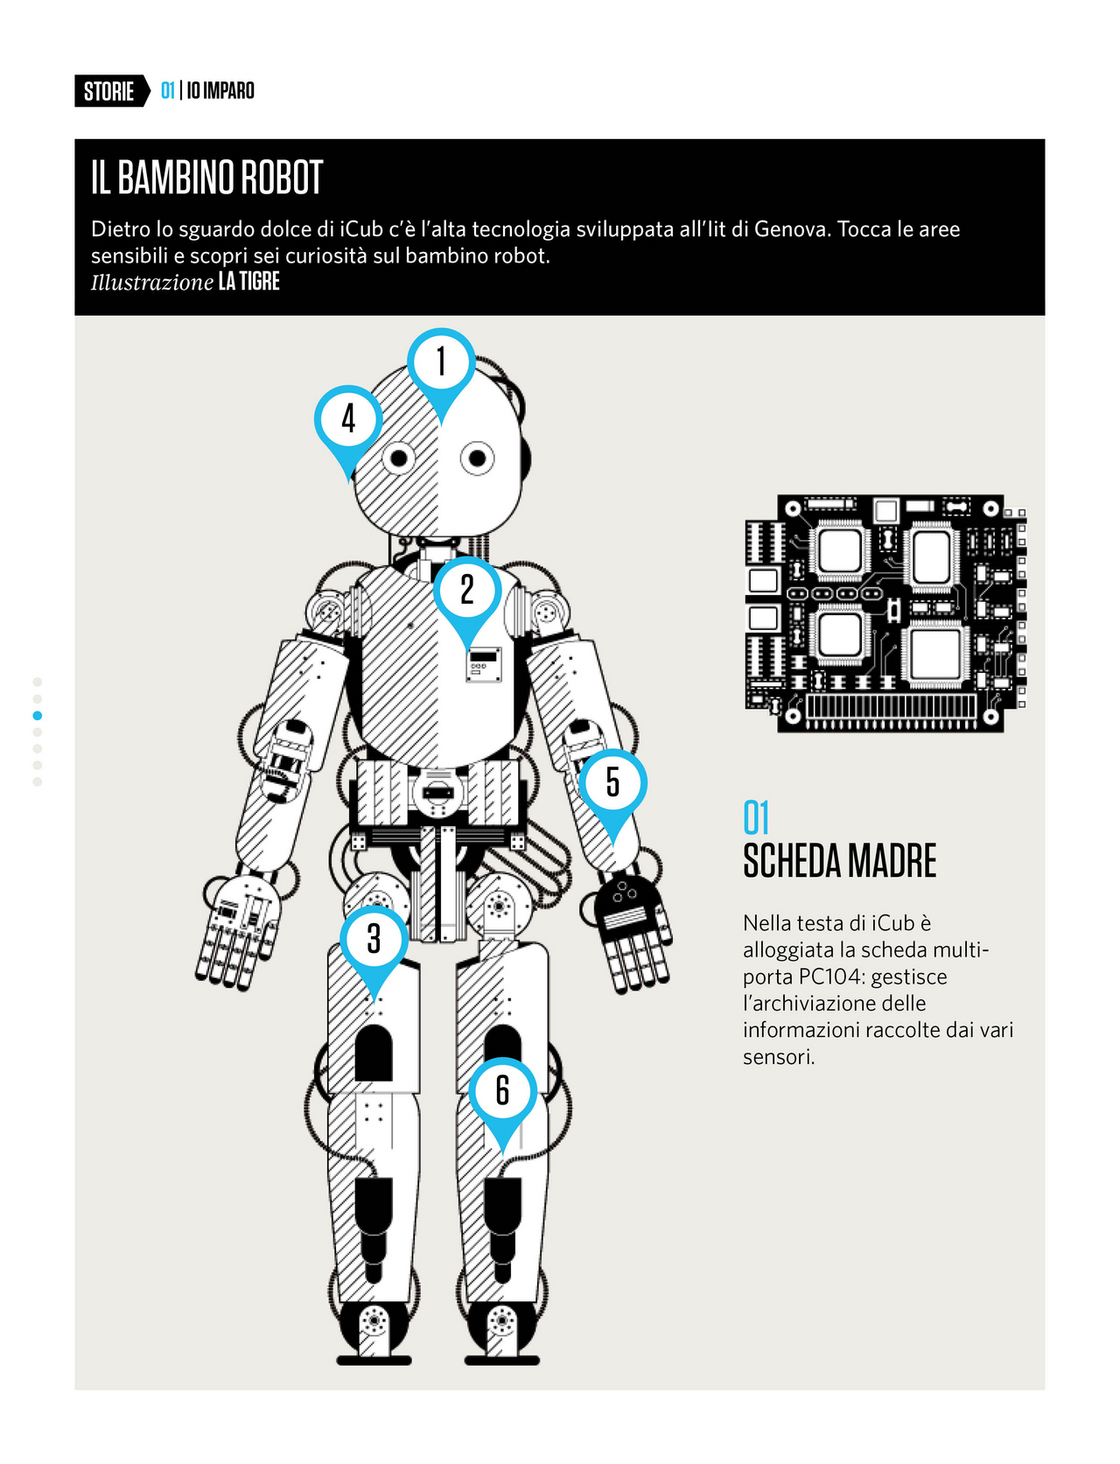 STORIE 01 | IO IMPARO
IL BAMBINO ROBOT
Dietro lo sguardo dolce di iCub c'è l'alta tecnologia sviluppata all'Iit di Genova. Tocca le aree
sensibili e scopri sei curiosità sul bambino robot.
Illustrazione LA TIGRE
1
4
2
5
3
6
01
SCHEDA MADRE
Nella testa di iCub è
alloggiata la scheda multi-
porta PC104: gestisce
l'archiviazione delle
informazioni raccolte dai vari
sensori.